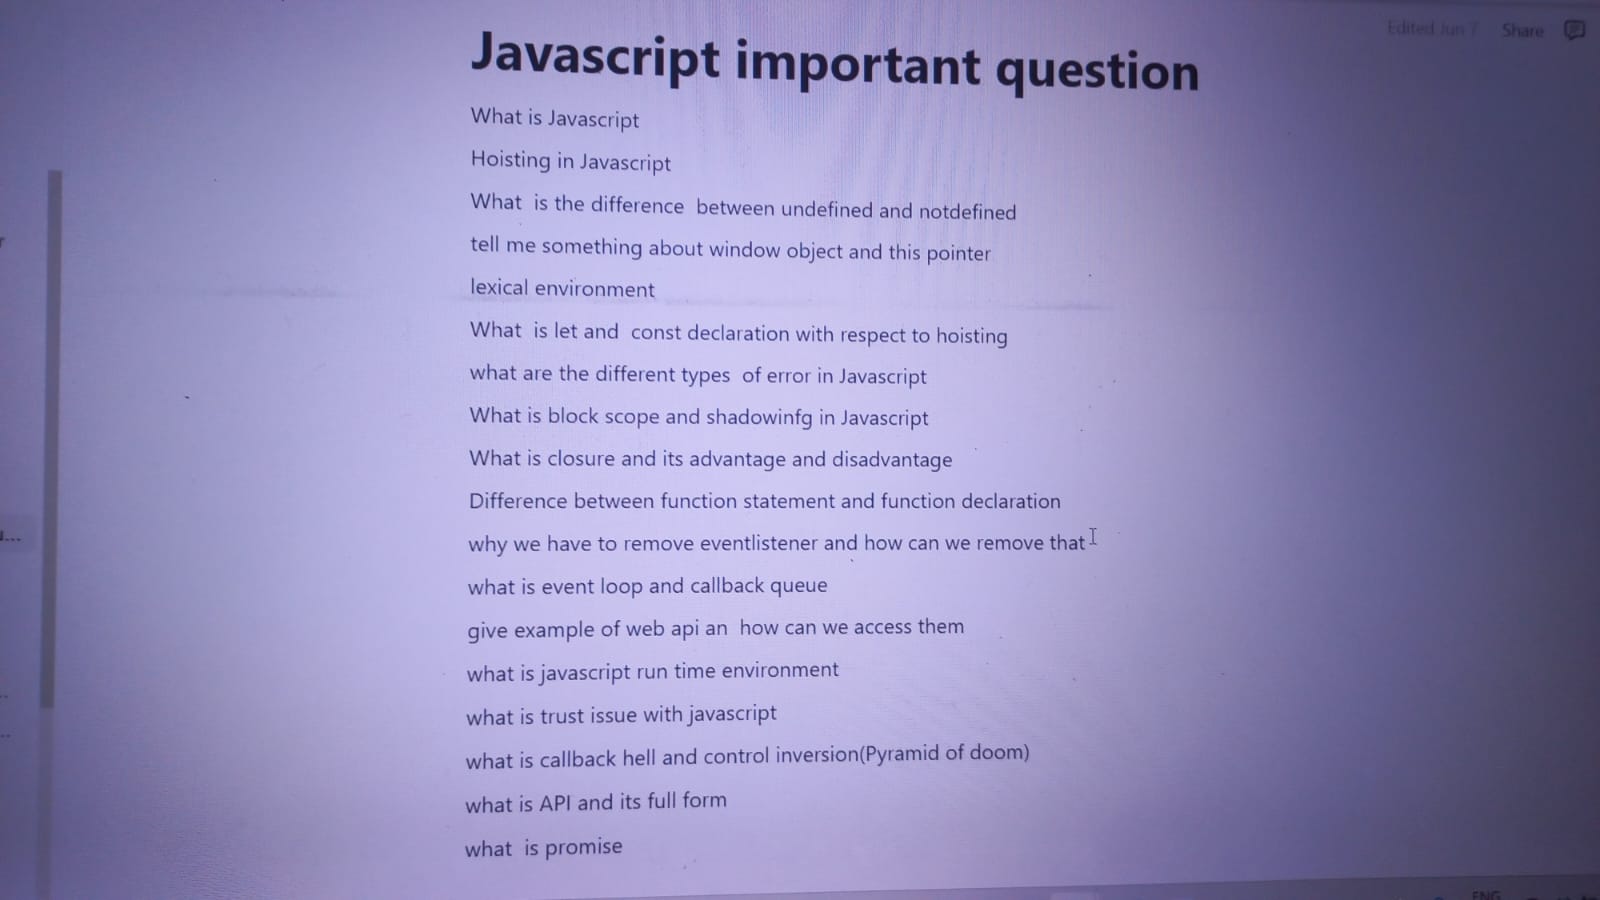 Edited Jun 7 Share
Javascript important question
What is Javascript
Hoisting in Javascript
What is the difference between undefined and notdefined
tell me something about window object and this pointer
lexical environment
What is let and const declaration with respect to hoisting
what are the different types of error in Javascript
What is block scope and shadowinfg in Javascript
What is closure and its advantage and disadvantage
Difference between function statement and function declaration
why we have to remove eventlistener and how can we remove that
what is event loop and callback queue
give example of web api an how can we access them
what is javascript run time environment
what is trust issue with javascript
what is callback hell and control inversion(Pyramid of doom)
what is API and its full form
what is promise
ENG